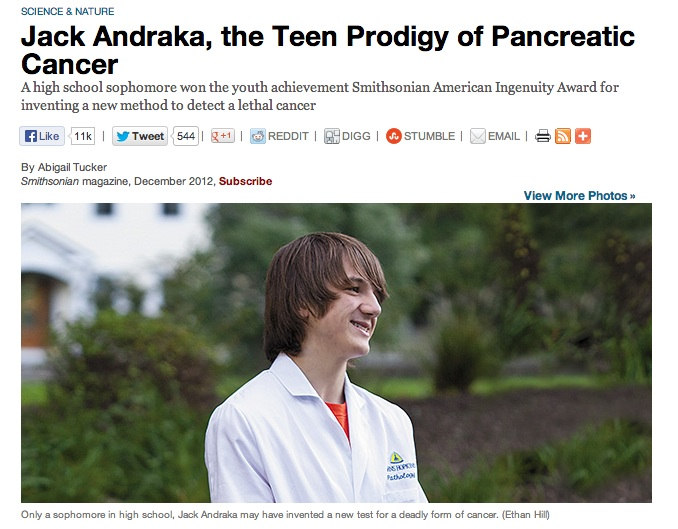 SCIENCE & NATURE
Jack Andraka, the Teen Prodigy of Pancreatic
Cancer
A high school sophomore won the youth achievement Smithsonian American Ingenuity Award for
inventing a new method to detect a lethal cancer
Like 11k | Tweet 544 | +1 | REDDIT | DIGG | STUMBLE | EMAIL |
By Abigail Tucker
Smithsonian magazine, December 2012, Subscribe
View More Photos »
Pathology
Only a sophomore in high school, Jack Andraka may have invented a new test for a deadly form of cancer. (Ethan Hill)